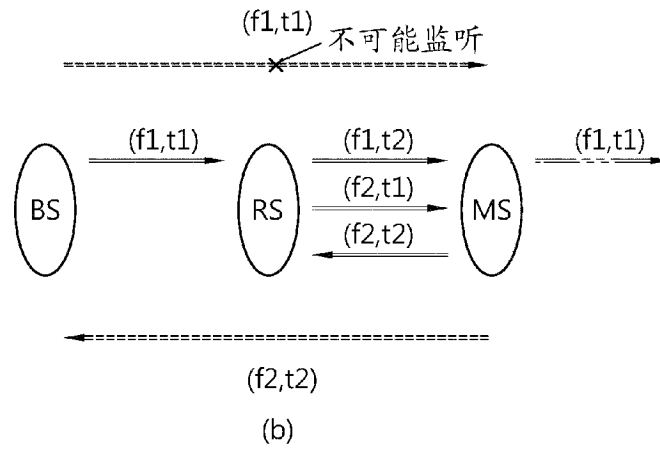 (f1,t1)
不可能监听
(f1,t1) (f1,t2) (f1,t1)
(f2,t1)
BS RS MS
(f2,t2)
(f2,t2)
(b)